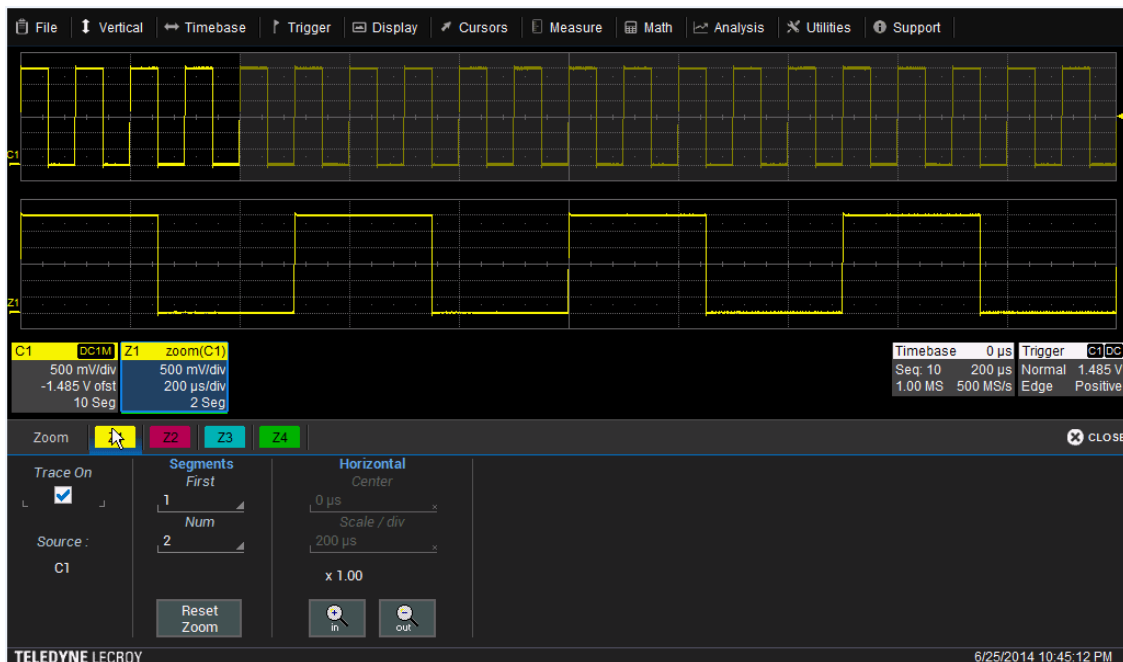 File Vertical Timebase Trigger Display Cursors Measure Math Analysis Utilities Support
C1
Z1
C1 DC1M
500 mV/div
-1.485 V ofst
10 Seg
Z1 zoom(C1)
500 mV/div
200 µs/div
2 Seg
Timebase 0 µs
Seq: 10 200 µs
1.00 MS 500 MS/s
Trigger C1 DC
Normal 1.485 V
Edge Positive
Zoom Z2 Z3 Z4 CLOSE
Trace On
Source :
C1
Segments
First
1
Num
2
Reset
Zoom
Horizontal
Center
0 µs
Scale / div
200 µs
x 1.00
in out
TELEDYNE LECROY 6/25/2014 10:45:12 PM